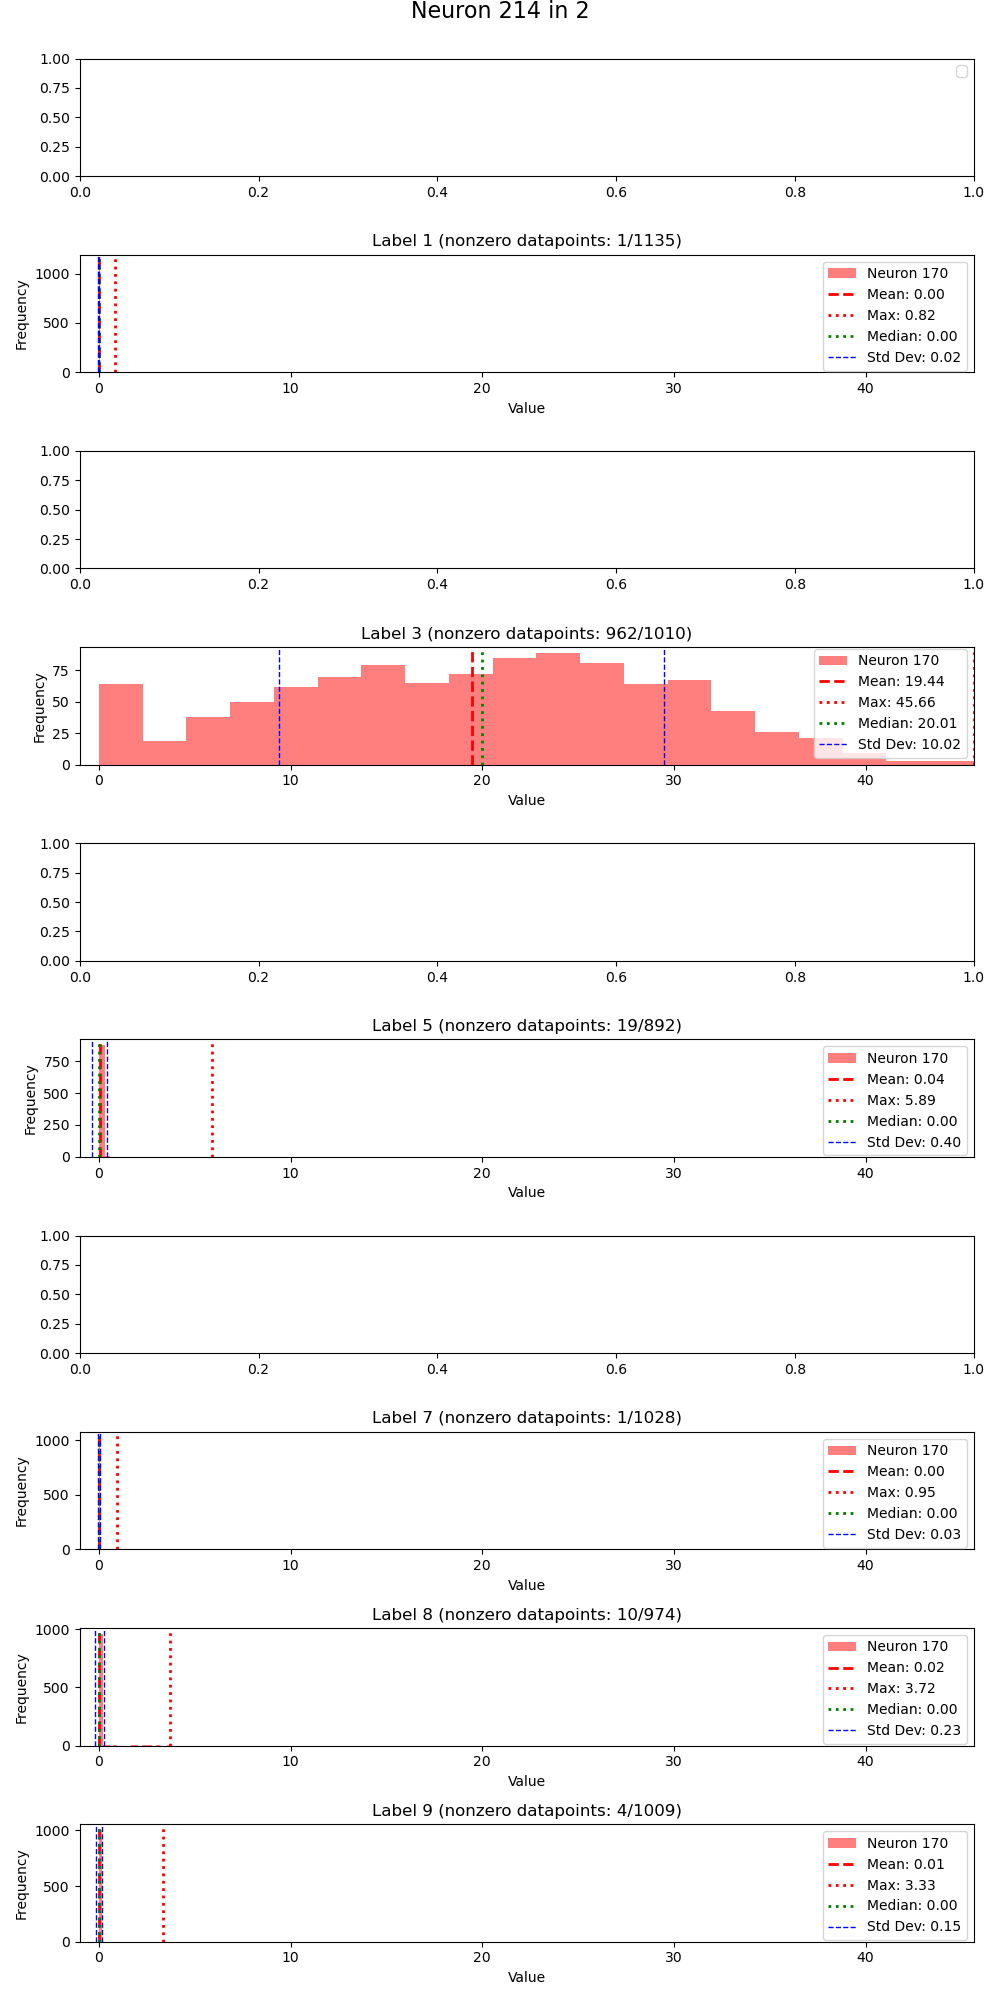 Neuron 214 in 2
1.00
0.75
0.50
0.25
0.00
0.0 0.2 0.4 0.6 0.8 1.0
Label 1 (nonzero datapoints: 1/1135)
Frequency
1000
500
0
Neuron 170
Mean: 0.00
Max: 0.82
Median: 0.00
Std Dev: 0.02
0 10 20 30 40
Value
1.00
0.75
0.50
0.25
0.00
0.0 0.2 0.4 0.6 0.8 1.0
Label 3 (nonzero datapoints: 962/1010)
Frequency
75
50
25
0
Neuron 170
Mean: 19.44
Max: 45.66
Median: 20.01
Std Dev: 10.02
0 10 20 30 40
Value
1.00
0.75
0.50
0.25
0.00
0.0 0.2 0.4 0.6 0.8 1.0
Label 5 (nonzero datapoints: 19/892)
Frequency
750
500
250
0
Neuron 170
Mean: 0.04
Max: 5.89
Median: 0.00
Std Dev: 0.40
0 10 20 30 40
Value
1.00
0.75
0.50
0.25
0.00
0.0 0.2 0.4 0.6 0.8 1.0
Label 7 (nonzero datapoints: 1/1028)
Frequency
1000
500
0
Neuron 170
Mean: 0.00
Max: 0.95
Median: 0.00
Std Dev: 0.03
0 10 20 30 40
Value
Label 8 (nonzero datapoints: 10/974)
Frequency
1000
500
0
Neuron 170
Mean: 0.02
Max: 3.72
Median: 0.00
Std Dev: 0.23
0 10 20 30 40
Value
Label 9 (nonzero datapoints: 4/1009)
Frequency
1000
500
0
Neuron 170
Mean: 0.01
Max: 3.33
Median: 0.00
Std Dev: 0.15
0 10 20 30 40
Value